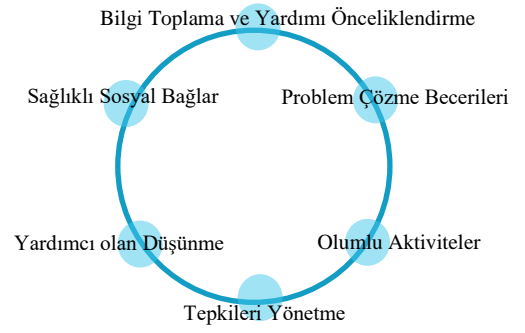 Bilgi Toplama ve Yardımı Önceliklendirme
Sağlıklı Sosyal Bağlar
Problem Çözme Becerileri
Yardımcı olan Düşünme
Olumlu Aktiviteler
Tepkileri Yönetme